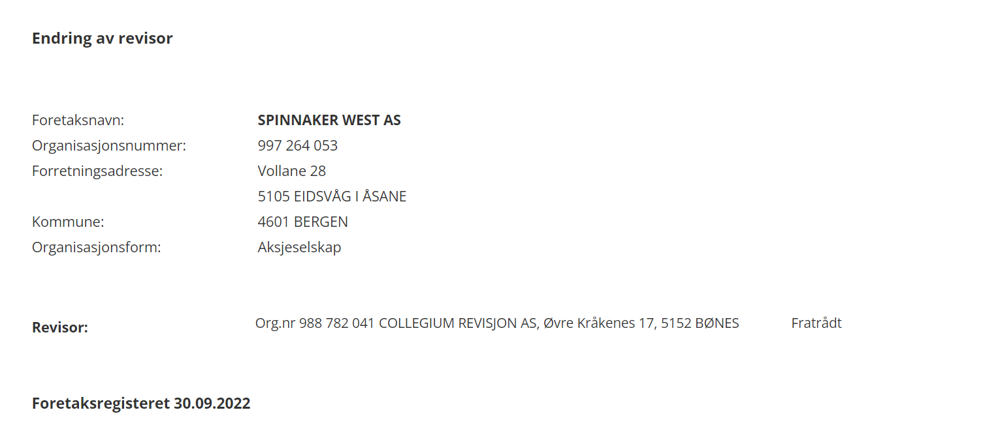 Endring av revisor
Foretaksnavn: SPINNAKER WEST AS
Organisasjonsnummer: 997 264 053
Forretningsadresse: Vollane 28
5105 EIDSVÅG I ÅSANE
Kommune: 4601 BERGEN
Organisasjonsform: Aksjeselskap
Revisor: Org.nr 988 782 041 COLLEGIUM REVISJON AS, Øvre Kråkenes 17, 5152 BØNES Fratrådt
Foretaksregisteret 30.09.2022